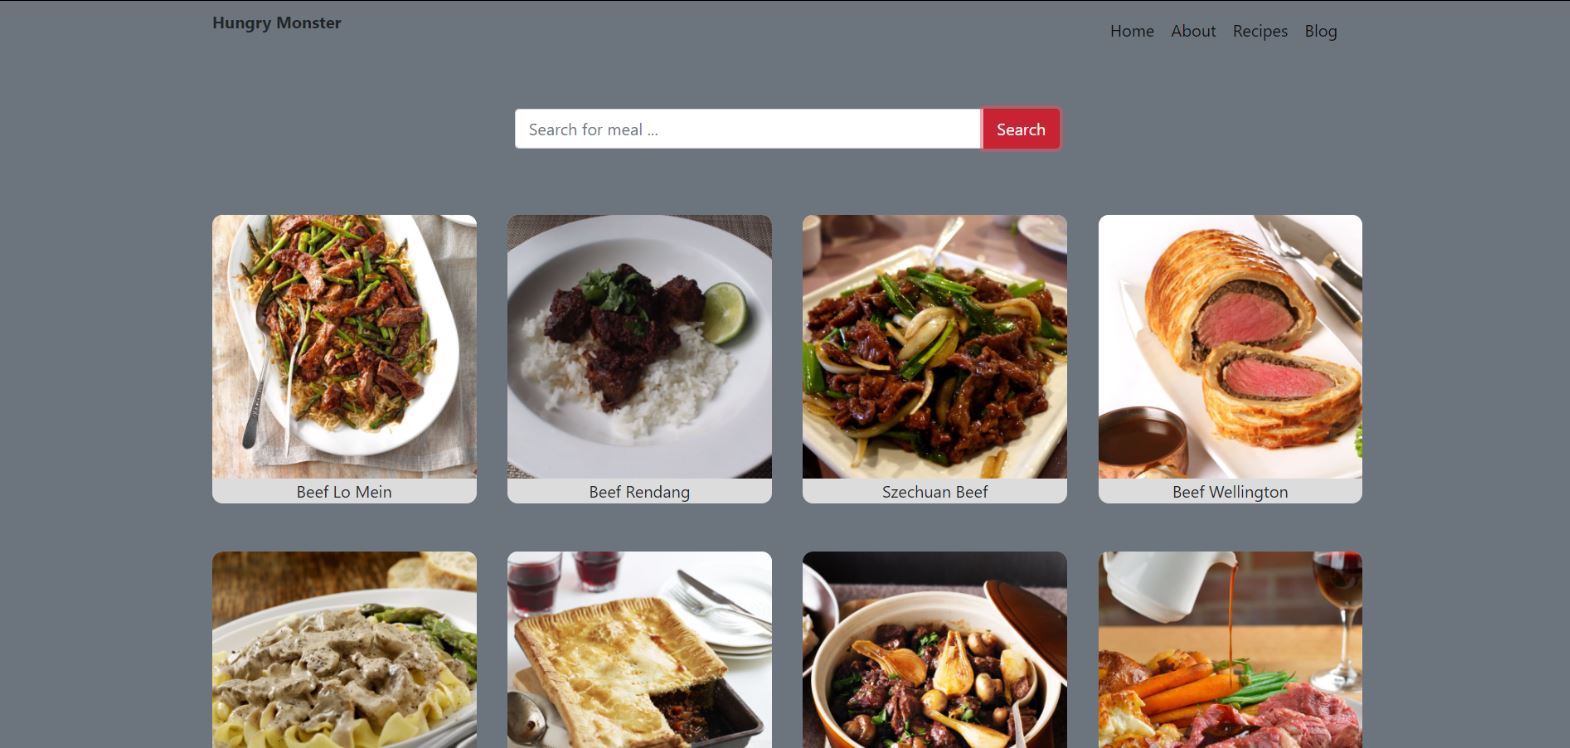 Hungry Monster
Home About Recipes Blog
Search for meal ...
Search
Beef Lo Mein
Beef Rendang
Szechuan Beef
Beef Wellington